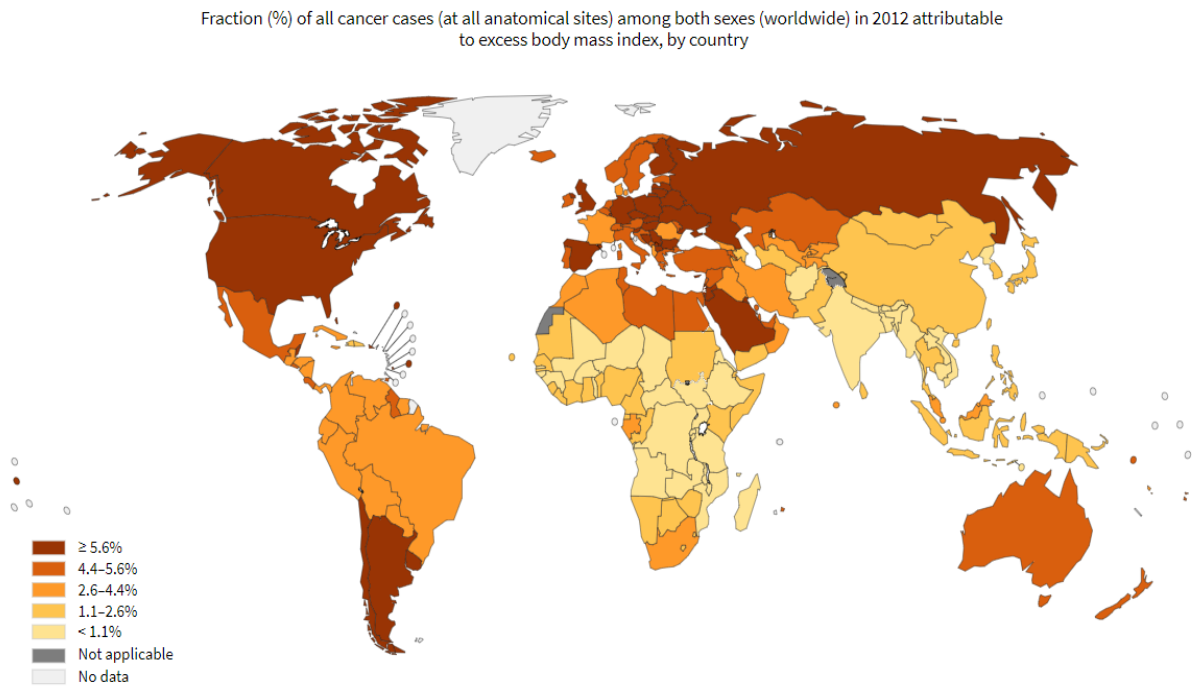 Fraction (%) of all cancer cases (at all anatomical sites) among both sexes (worldwide) in 2012 attributable
to excess body mass index, by country
≥ 5.6%
4.4–5.6%
2.6–4.4%
1.1–2.6%
< 1.1%
Not applicable
No data